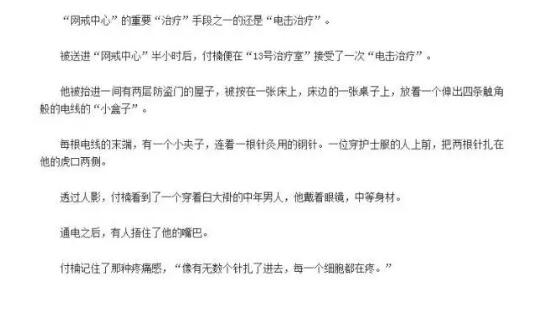 “网戒中心”的重要“治疗”手段之一的还是“电击治疗”。
被送进“网戒中心”半小时后，付楠便在“13号治疗室”接受了一次“电击治疗”。
他被抬进一间有两层防盗门的屋子，被按在一张床上，床边的一张桌子上，放着一个伸出四条触角
般的电线的“小盒子”。
每根电线的末端，有一个小夹子，连着一根针灸用的钢针。一位穿护士服的人上前，把两根针扎在
他的虎口两侧。
透过人影，付楠看到了一个穿着白大褂的中年男人，他戴着眼镜，中等身材。
通电之后，有人捂住了他的嘴巴。
付楠记住了那种疼痛感，“像有无数个针扎了进去，每一个细胞都在疼。”